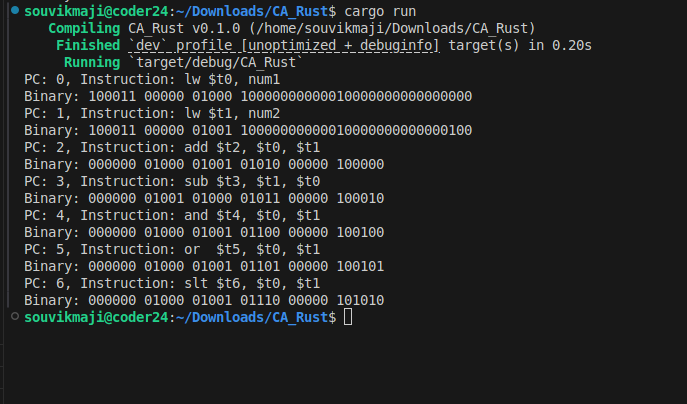 souvikmaji@coder24:~/Downloads/CA_Rust$ cargo run
   Compiling CA_Rust v0.1.0 (/home/souvikmaji/Downloads/CA_Rust)
    Finished `dev` profile [unoptimized + debuginfo] target(s) in 0.20s
     Running `target/debug/CA_Rust`
PC: 0, Instruction: lw $t0, num1
Binary: 100011 00000 01000 10000000000010000000000000000
PC: 1, Instruction: lw $t1, num2
Binary: 100011 00000 01001 10000000000010000000000000100
PC: 2, Instruction: add $t2, $t0, $t1
Binary: 000000 01000 01001 01010 00000 100000
PC: 3, Instruction: sub $t3, $t1, $t0
Binary: 000000 01001 01000 01011 00000 100010
PC: 4, Instruction: and $t4, $t0, $t1
Binary: 000000 01000 01001 01100 00000 100100
PC: 5, Instruction: or  $t5, $t0, $t1
Binary: 000000 01000 01001 01101 00000 100101
PC: 6, Instruction: slt $t6, $t0, $t1
Binary: 000000 01000 01001 01110 00000 101010
souvikmaji@coder24:~/Downloads/CA_Rust$